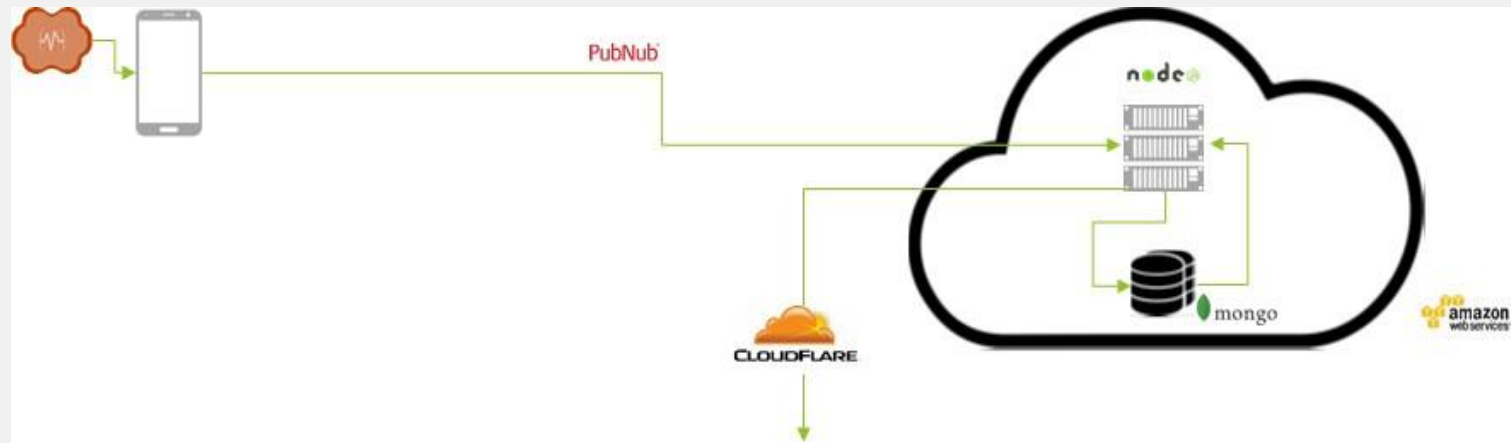 PubNub
node
mongo
amazon
web services
CLOUDFLARE